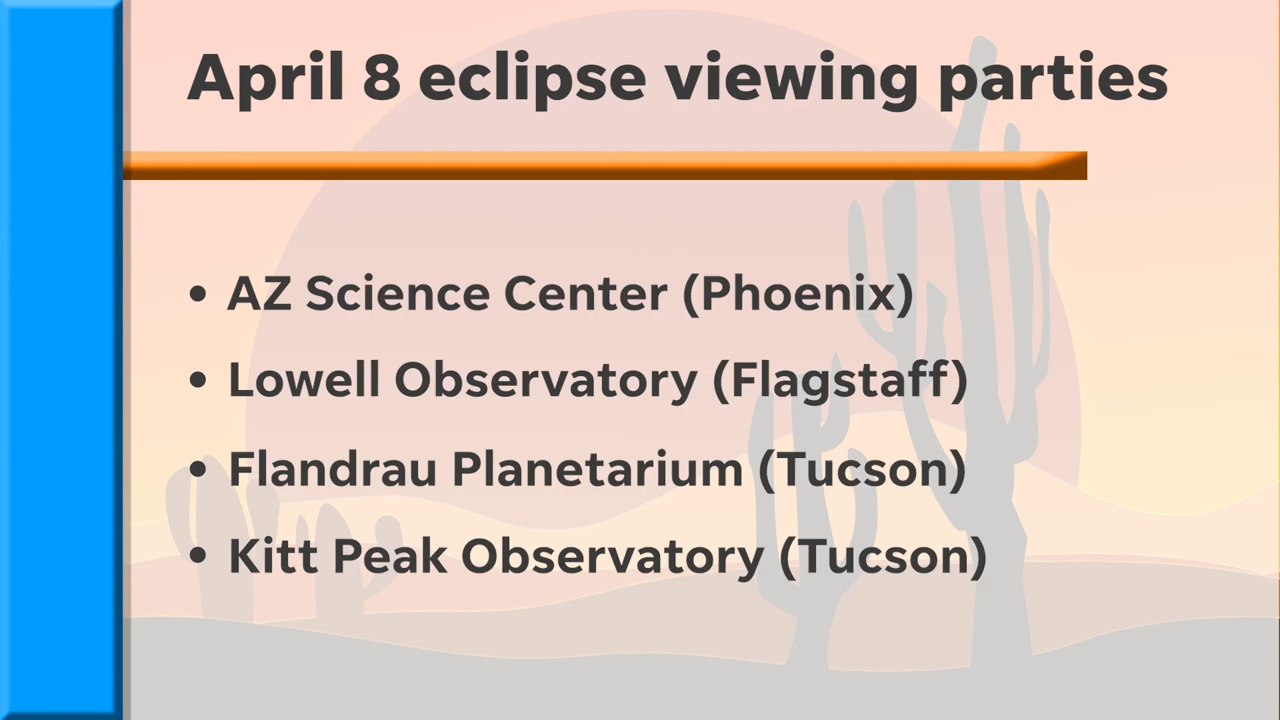 April 8 eclipse viewing parties
• AZ Science Center (Phoenix)
• Lowell Observatory (Flagstaff)
• Flandrau Planetarium (Tucson)
• Kitt Peak Observatory (Tucson)